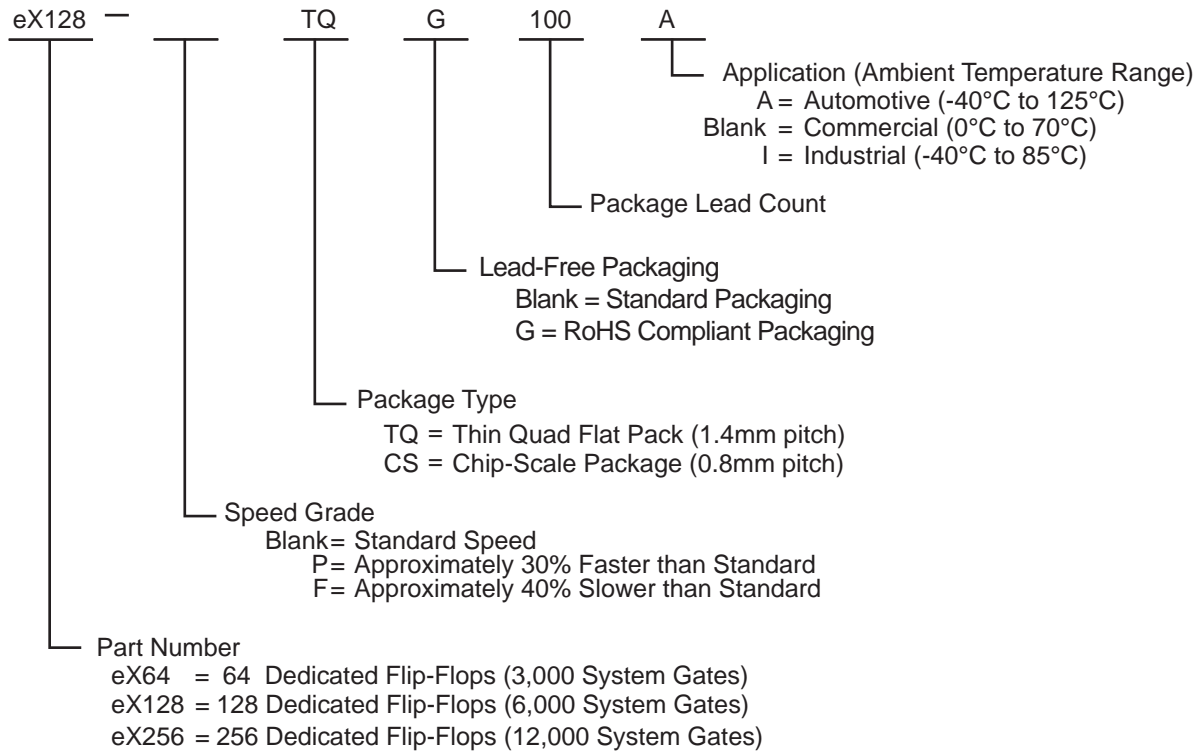 eX128 — TQ G 100 A
Application (Ambient Temperature Range)
A = Automotive (-40°C to 125°C)
Blank = Commercial (0°C to 70°C)
I = Industrial (-40°C to 85°C)
Package Lead Count
Lead-Free Packaging
Blank = Standard Packaging
G = RoHS Compliant Packaging
Package Type
TQ = Thin Quad Flat Pack (1.4mm pitch)
CS = Chip-Scale Package (0.8mm pitch)
Speed Grade
Blank= Standard Speed
P= Approximately 30% Faster than Standard
F= Approximately 40% Slower than Standard
Part Number
eX64 = 64 Dedicated Flip-Flops (3,000 System Gates)
eX128 = 128 Dedicated Flip-Flops (6,000 System Gates)
eX256 = 256 Dedicated Flip-Flops (12,000 System Gates)